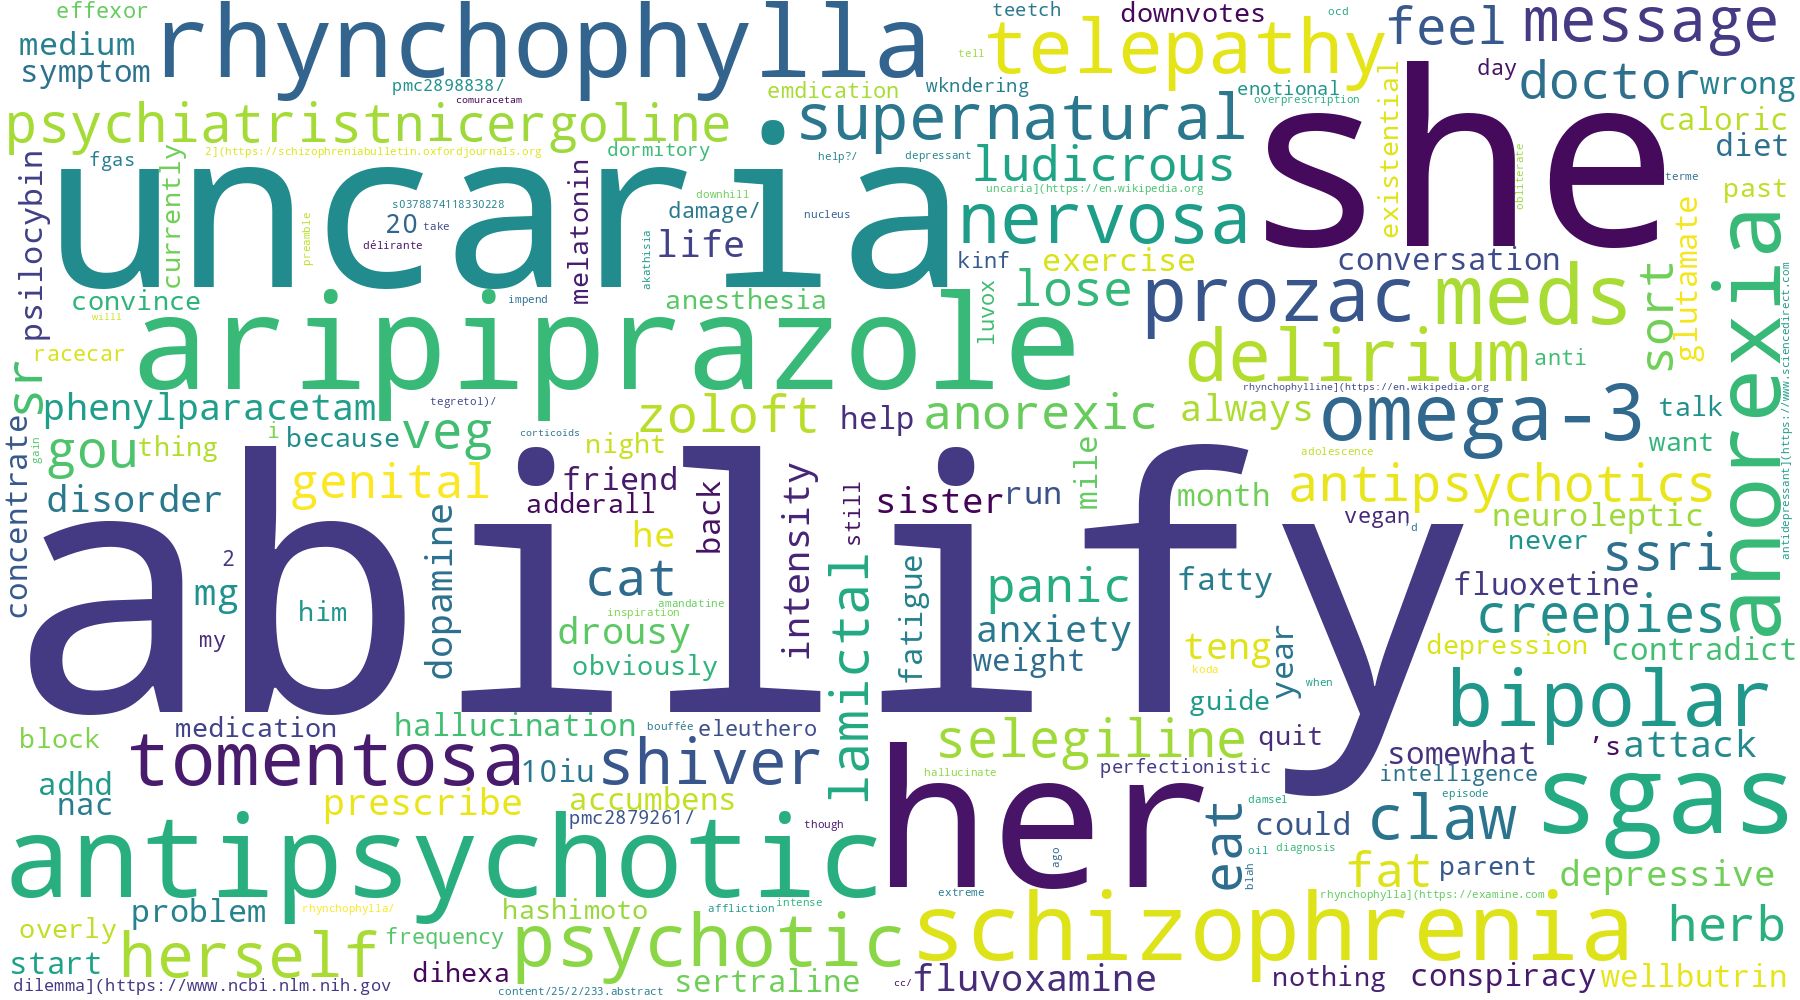 effexor
teetch
downvotes
ocd
rhynchophylla
telepathy
feel
message
medium
symptom
tell
day
doctor
wrong
pmc2898838/
comuracetam
emdication
wkndering
enotional
overprescription
existential
she
psychiatrist
nicergoline
supernatural
caloric
diet
2](https://schizophreniabulletin.oxfordjournals.org
dormitory
help?/
depressant
ludicrous
obliterate
fgas
psilocybin
currently
uncaria
melatonin
downhill
uncaria](https://en.wikipedia.org
terme
past
s0378874118330228
20
take
damage/
nucleus
nervosa
preamble
délirante
life
akathisia
kinf
exercise
conversation
glutamate
anorexia
convince
impend
anesthesia
luvox
lose
prozac
meds
sort
antidepressant](https://www.sciencedirect.com
willl
racecar
aripiprazole
delirium
anti
sr
rhynchophylline](https://en.wikipedia.org
phenylparacetam
tegretol)/
zoloft
help
anorexic
always
omega-3
talk
concentrate
gain
gou
thing
i
because
veg
corticoids
night
want
adolescence
mile
genital
friend
intensity
still
sister
run
month
antipsychotics
disorder
adderall
back
vegan
d
neuroleptic
abilify
he
never
ssri
2
dopamine
cat
lamictal
fatigue
panic
fatty
fluoxetine
mg
him
inspiration
amandatine
creepies
my
drousy
anxiety
teng
year
depression
contradict
obviously
weight
koda
when
guide
bipolar
block
medication
hallucination
bouffée
eleuthero
selegiline
quit
somewhat
’s
attack
tomentosa
10iu
shiver
hallucinate
her
perfectionistic
intelligence
sgas
adhd
nac
prescribe
accumbens
pmc2879261/
eat
damsel
episode
could
claw
antipsychotic
though
ago
oil
diagnosis
blah
fat
parent
depressive
problem
rhynchophylla/
hashimoto
affliction
intense
extreme
schizophrenia
rhynchophylla](https://examine.com
herb
overly
herself
frequency
psychotic
start
dihexa
sertraline
cc/
fluvoxamine
nothing
conspiracy
wellbutrin
dilemma](https://www.ncbi.nlm.nih.gov
content/25/2/233.abstract